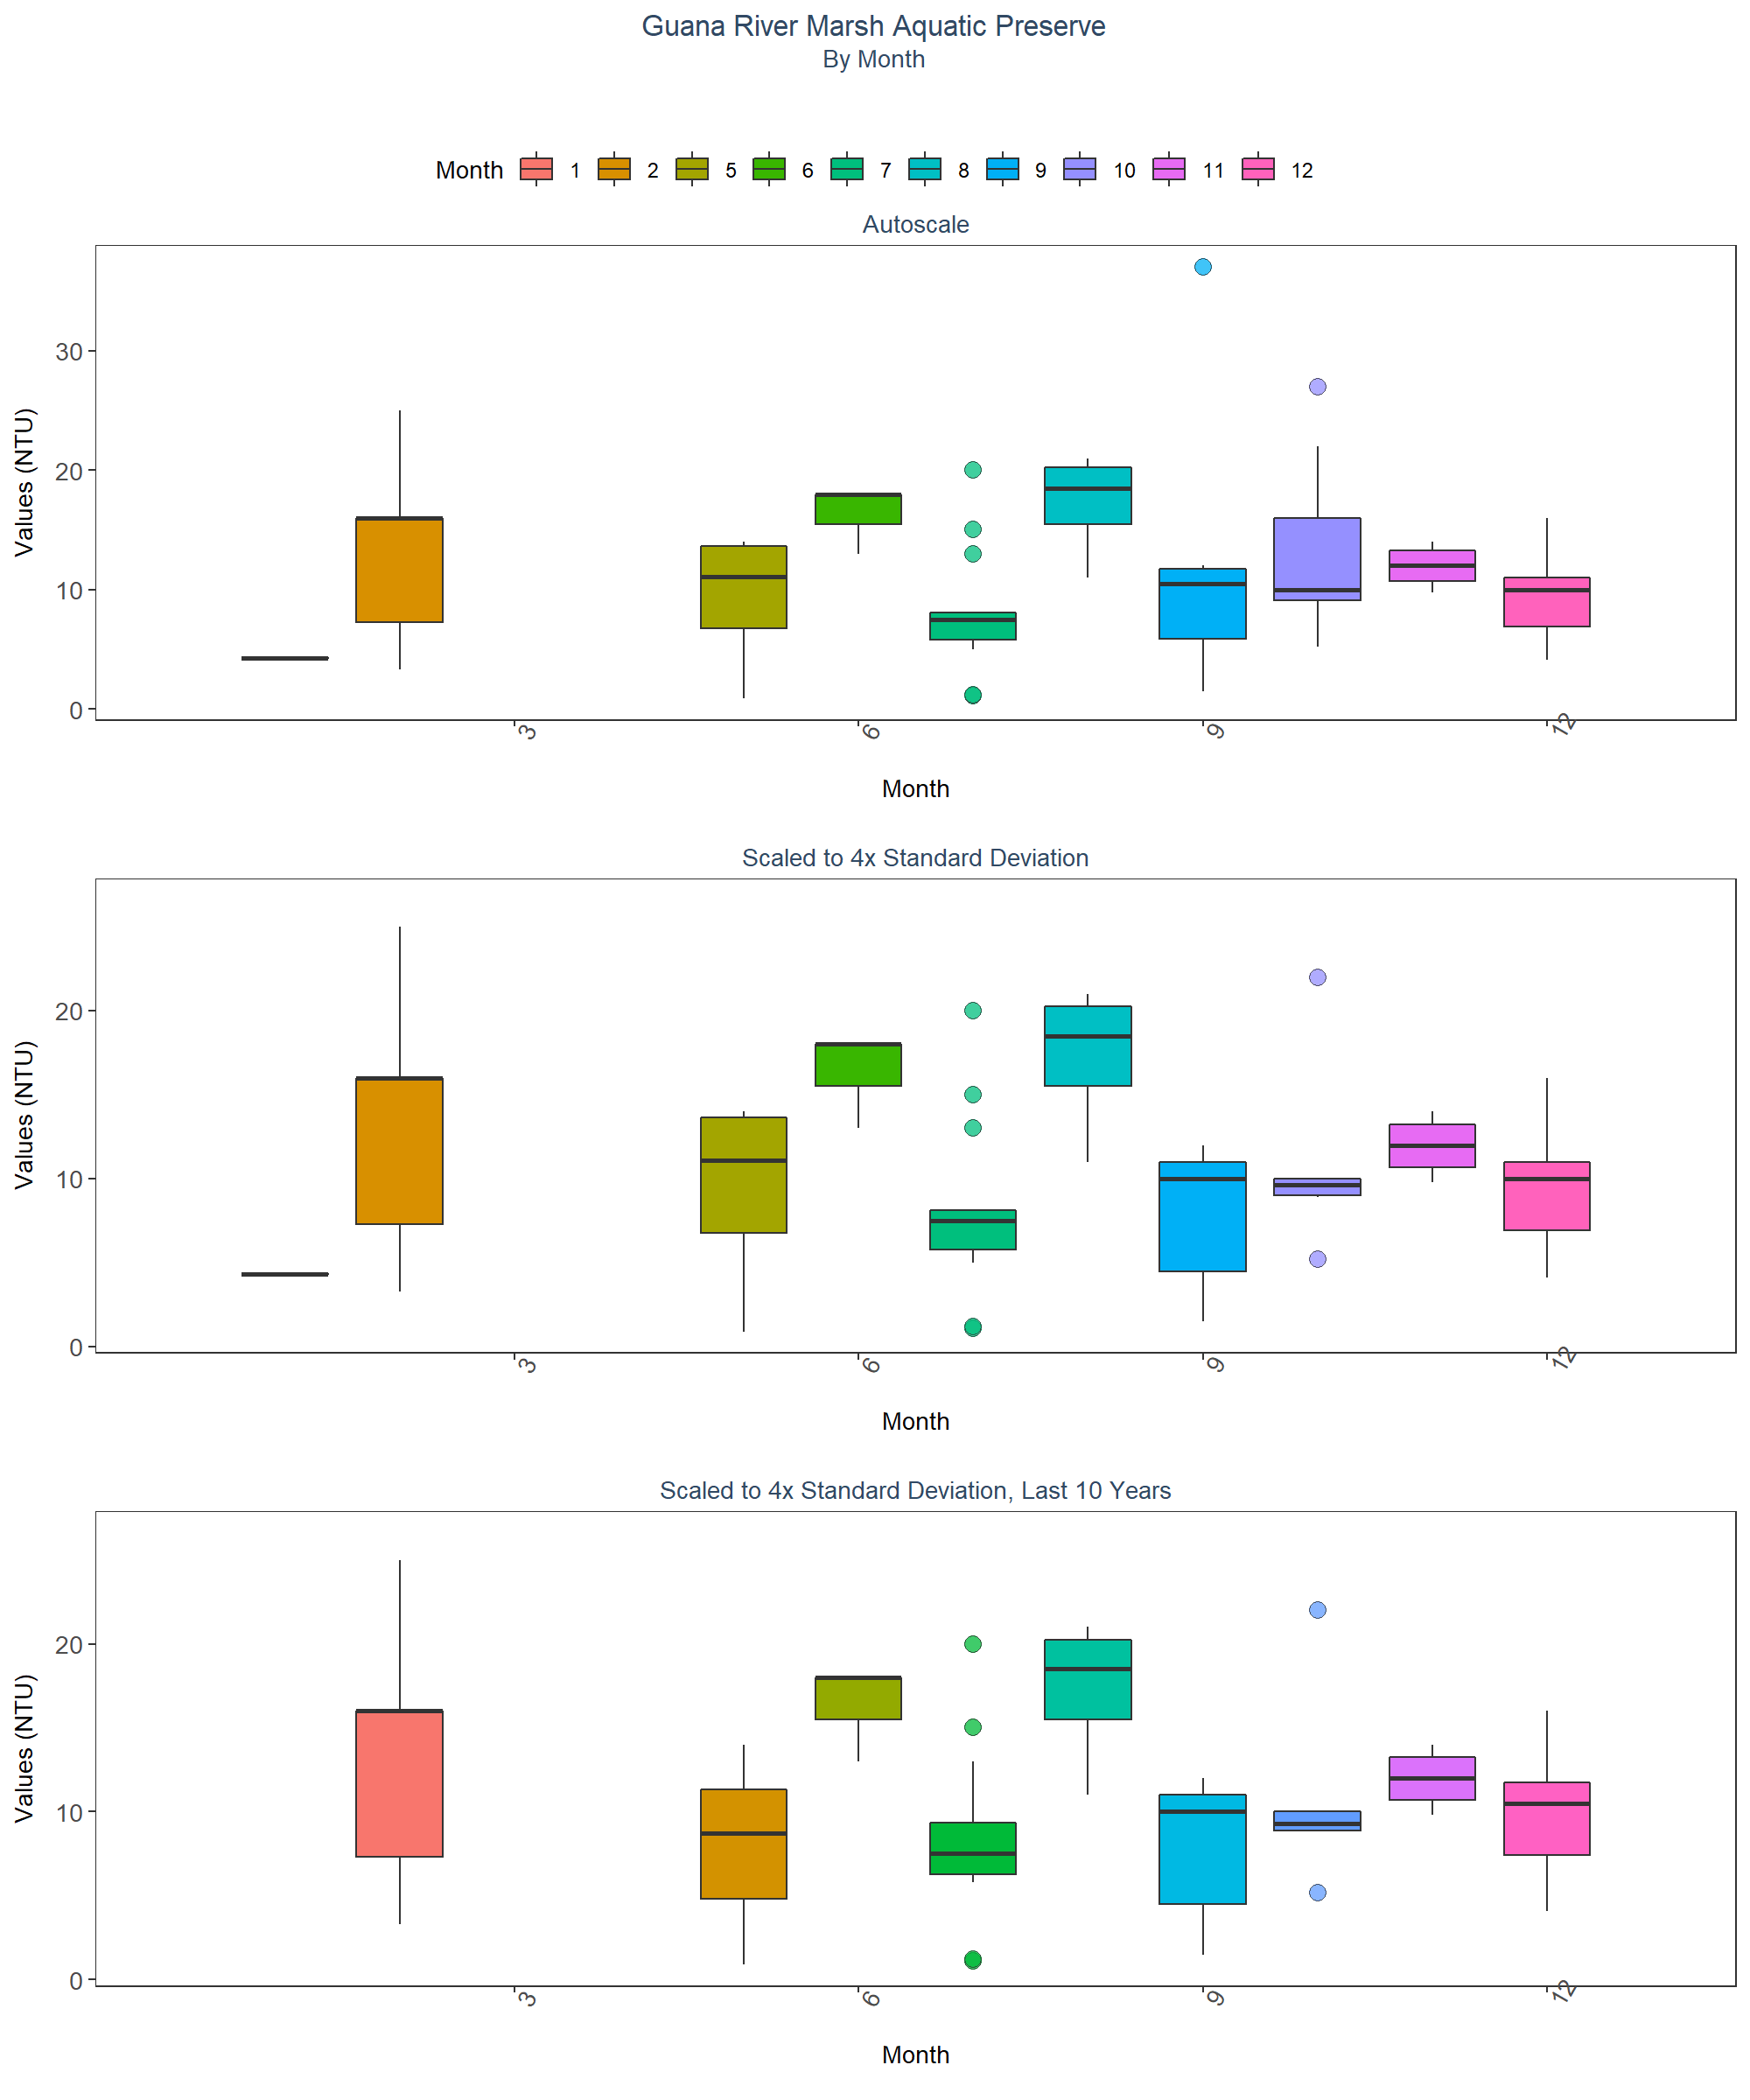 Guana River Marsh Aquatic Preserve
By Month
Month 1 2 5 6 7 8 9 10 11 12
Autoscale
Values (NTU)
30
20
10
0
3 6 9 12
Month
Scaled to 4x Standard Deviation
Values (NTU)
20
10
0
3 6 9 12
Month
Scaled to 4x Standard Deviation, Last 10 Years
Values (NTU)
20
10
0
3 6 9 12
Month